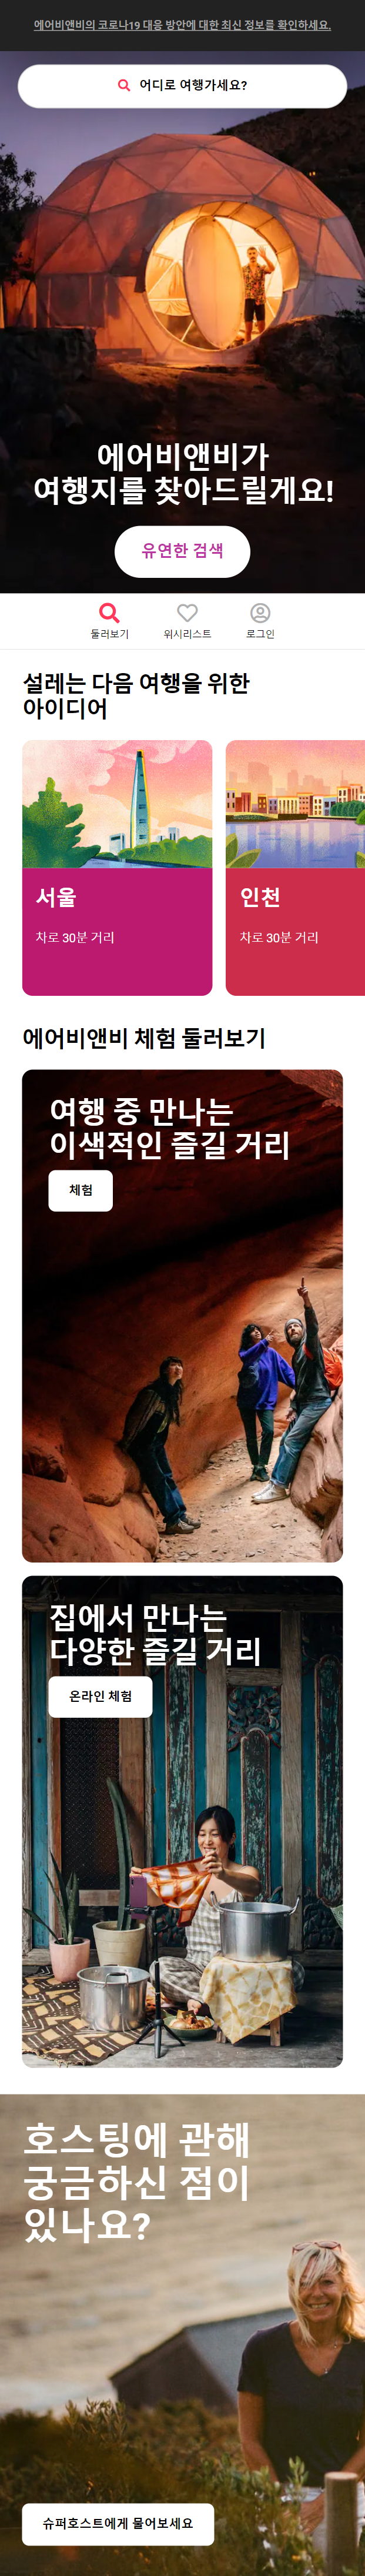 에어비앤비의 코로나19 대응 방안에 대한 최신 정보를 확인하세요.
어디로 여행가세요?
에어비앤비가
여행지를 찾아드릴게요!
유연한 검색
둘러보기 위시리스트 로그인
설레는 다음 여행을 위한
아이디어
서울
차로 30분 거리
인천
차로 30분 거리
에어비앤비 체험 둘러보기
여행 중 만나는
이색적인 즐길 거리
체험
집에서 만나는
다양한 즐길 거리
온라인 체험
호스팅에 관해
궁금하신 점이
있나요?
슈퍼호스트에게 물어보세요